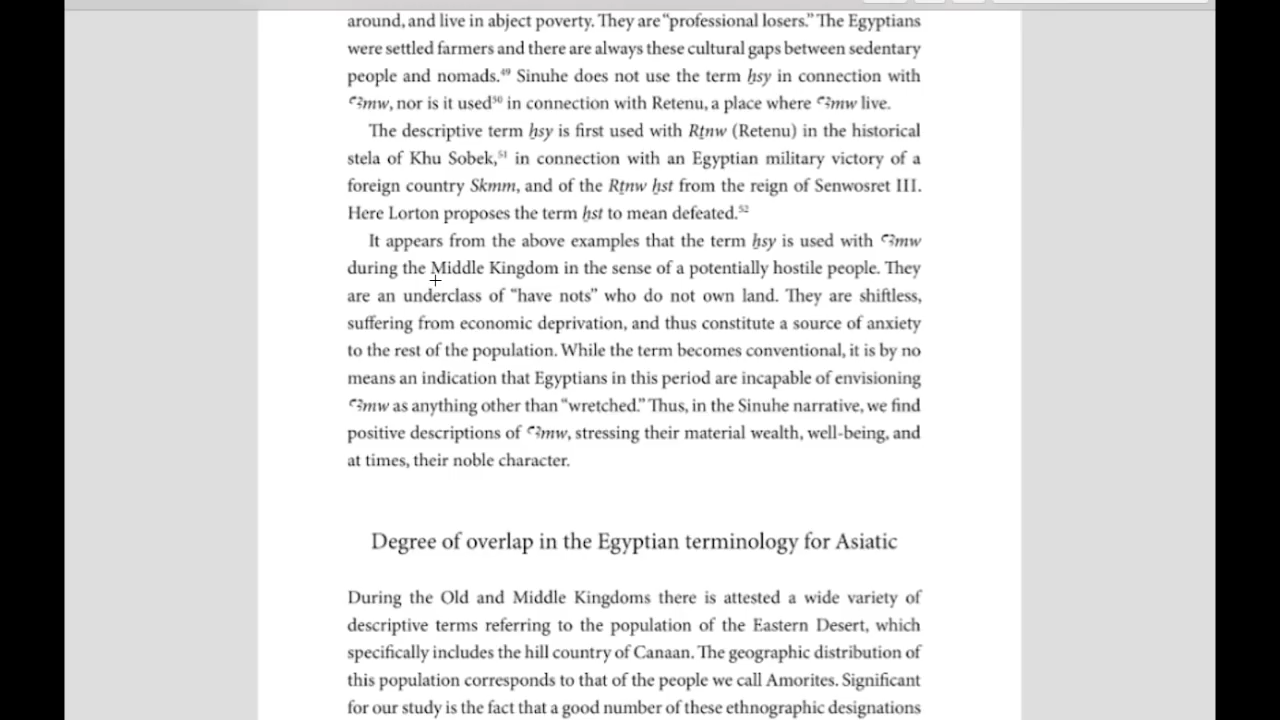 around, and live in abject poverty. They are “professional losers.” The Egyptians
were settled farmers and there are always these cultural gaps between sedentary
people and nomads.⁴⁹ Sinuhe does not use the term ḫsy in connection with
ꜥꜣmw, nor is it used⁵⁰ in connection with Retenu, a place where ꜥꜣmw live.
The descriptive term ḫsy is first used with Rṯnw (Retenu) in the historical
stela of Khu Sobek,⁵¹ in connection with an Egyptian military victory of a
foreign country Skmm, and of the Rṯnw ḫst from the reign of Senwosret III.
Here Lorton proposes the term ḫst to mean defeated.⁵²
It appears from the above examples that the term ḫsy is used with ꜥꜣmw
during the Middle Kingdom in the sense of a potentially hostile people. They
are an underclass of “have nots” who do not own land. They are shiftless,
suffering from economic deprivation, and thus constitute a source of anxiety
to the rest of the population. While the term becomes conventional, it is by no
means an indication that Egyptians in this period are incapable of envisioning
ꜥꜣmw as anything other than “wretched.” Thus, in the Sinuhe narrative, we find
positive descriptions of ꜥꜣmw, stressing their material wealth, well-being, and
at times, their noble character.
Degree of overlap in the Egyptian terminology for Asiatic
During the Old and Middle Kingdoms there is attested a wide variety of
descriptive terms referring to the population of the Eastern Desert, which
specifically includes the hill country of Canaan. The geographic distribution of
this population corresponds to that of the people we call Amorites. Significant
for our study is the fact that a good number of these ethnographic designations